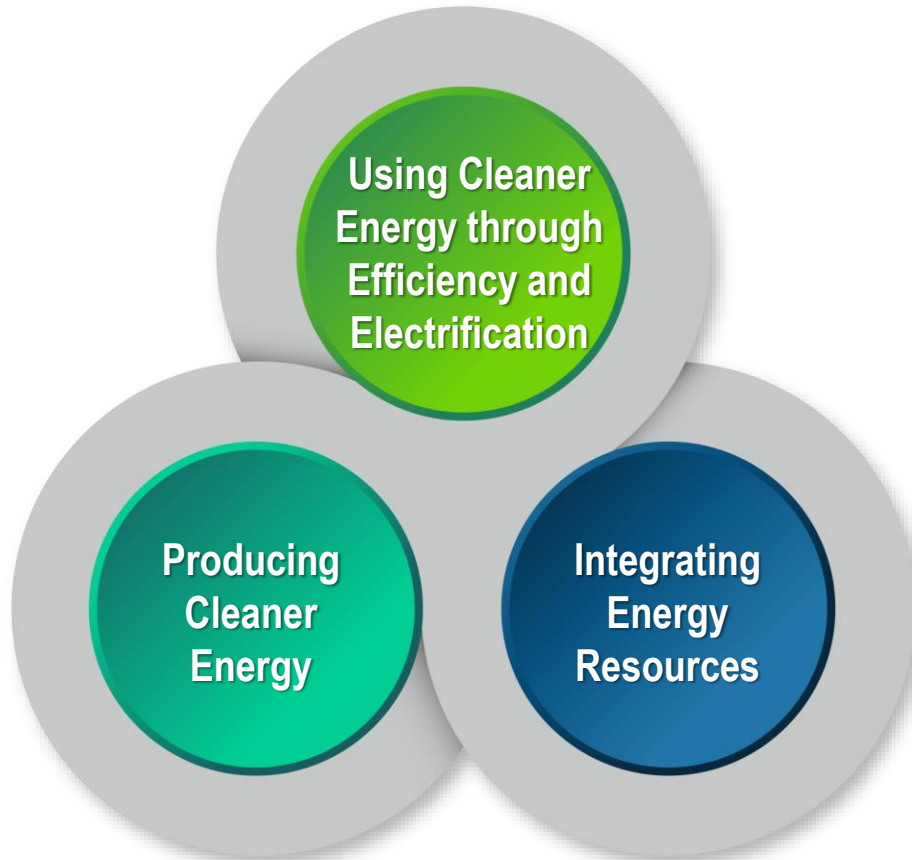 Using Cleaner
Energy through
Efficiency and
Electrification
Producing
Cleaner
Energy
Integrating
Energy
Resources